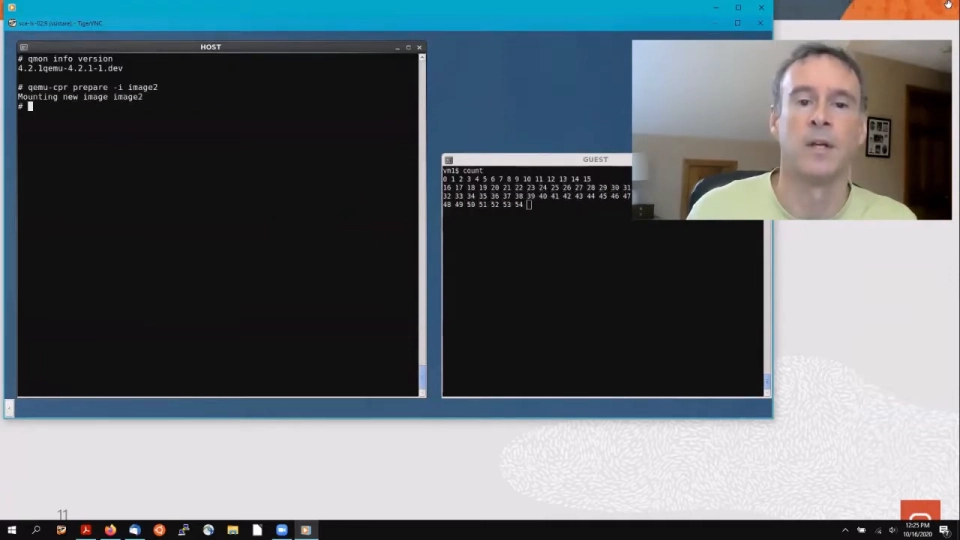 sca-x-023 (sistare) - TigerVNC
HOST
# qmon info version
4.2.1qemu-4.2.1-1.dev
# qemu-cpr prepare -i image2
Mounting new image image2
#
GUEST
vm1$ count
0 1 2 3 4 5 6 7 8 9 10 11 12 13 14 15
16 17 18 19 20 21 22 23 24 25 26 27 28 29 30 31
32 33 34 35 36 37 38 39 40 41 42 43 44 45 46 47
48 49 50 51 52 53 54
11
12:25 PM
10/16/2020